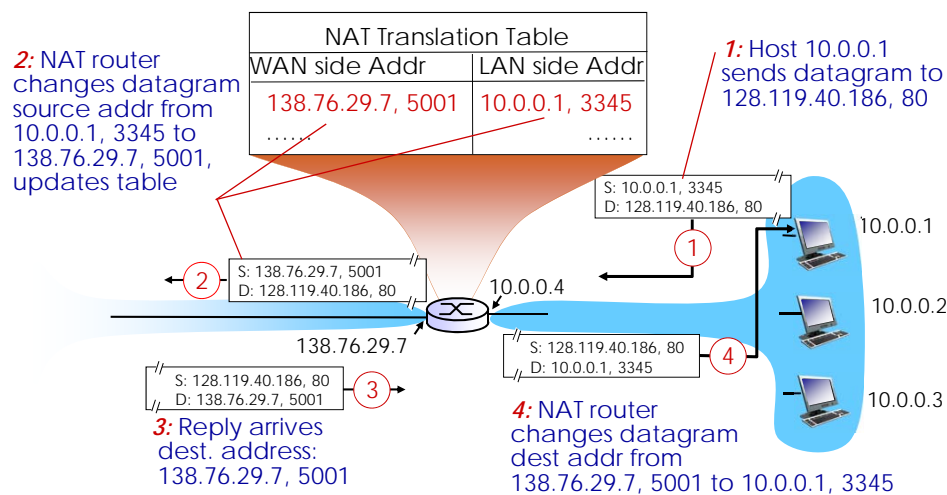 NAT Translation Table
WAN side Addr LAN side Addr
138.76.29.7, 5001 10.0.0.1, 3345
...... ......
2: NAT router
changes datagram
source addr from
10.0.0.1, 3345 to
138.76.29.7, 5001,
updates table
1: Host 10.0.0.1
sends datagram to
128.119.40.186, 80
S: 10.0.0.1, 3345
D: 128.119.40.186, 80
1
10.0.0.1
S: 138.76.29.7, 5001
D: 128.119.40.186, 80
2
10.0.0.4
10.0.0.2
138.76.29.7
S: 128.119.40.186, 80
D: 10.0.0.1, 3345
4
S: 128.119.40.186, 80
D: 138.76.29.7, 5001
3
10.0.0.3
3: Reply arrives
dest. address:
138.76.29.7, 5001
4: NAT router
changes datagram
dest addr from
138.76.29.7, 5001 to 10.0.0.1, 3345